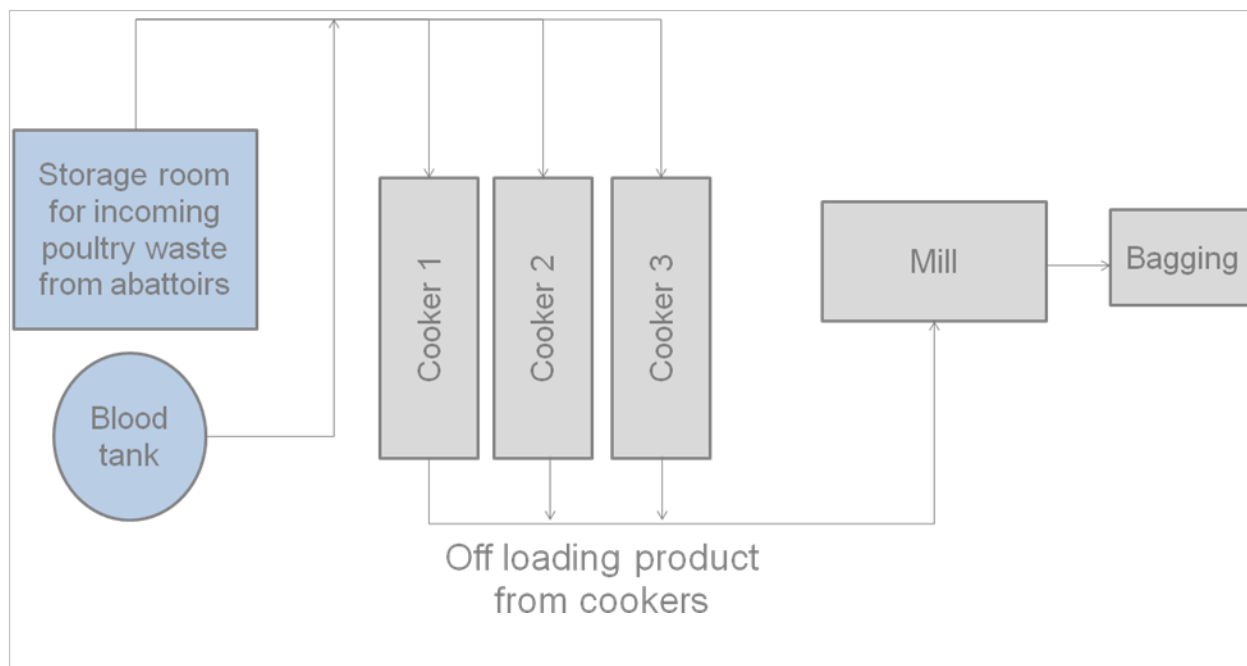 Storage room
for incoming
poultry waste
from abattoirs
Blood
tank
Cooker 1
Cooker 2
Cooker 3
Mill
Bagging
Off loading product
from cookers